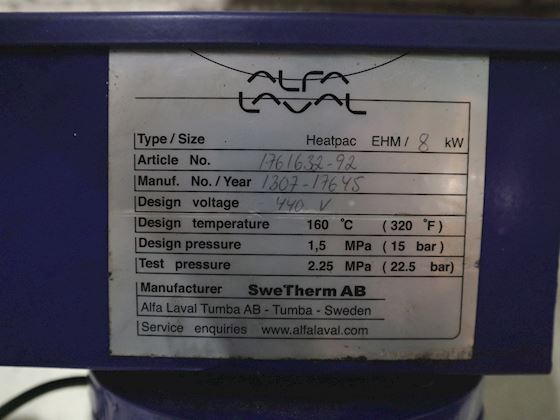 ALFA
LAVAL
Type / Size Heatpac EHM / 8 kW
Article No. 1761632-92
Manuf. No. / Year 1307-17645
Design voltage 440 V
Design temperature 160 °C ( 320 °F )
Design pressure 1,5 MPa ( 15 bar)
Test pressure 2.25 MPa ( 22.5 bar)
Manufacturer SweTherm AB
Alfa Laval Tumba AB - Tumba - Sweden
Service enquiries www.alfalaval.com